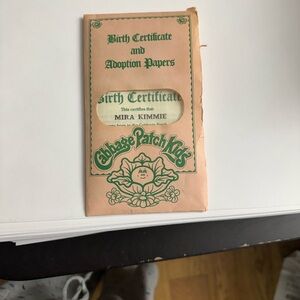 Birth Certificate
and
Adoption Papers
Birth Certificate
This certifies that
MIRA KIMMIE
Cabbage Patch Kids